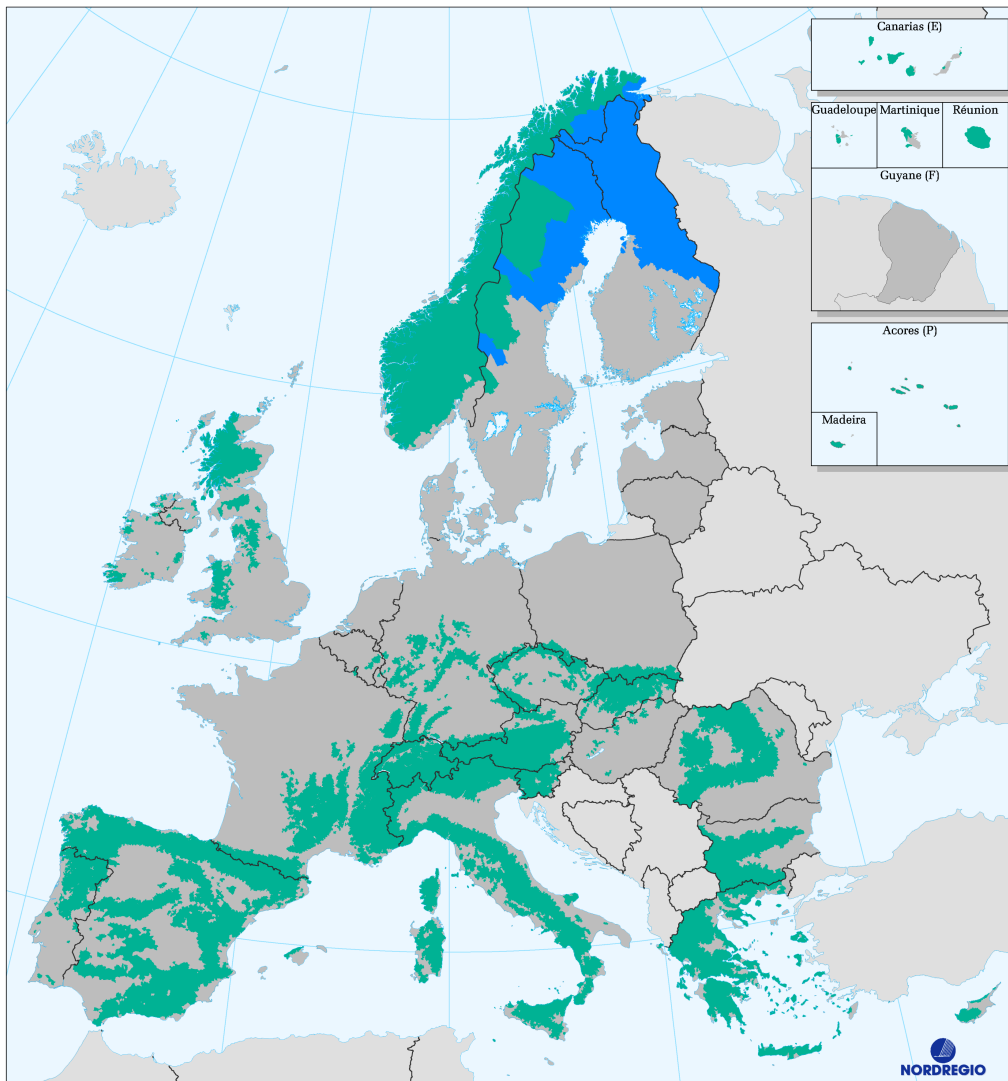 Canarias (E)
Guadeloupe
Martinique
Réunion
Guyane (F)
Acores (P)
Madeira
NORDREGIO